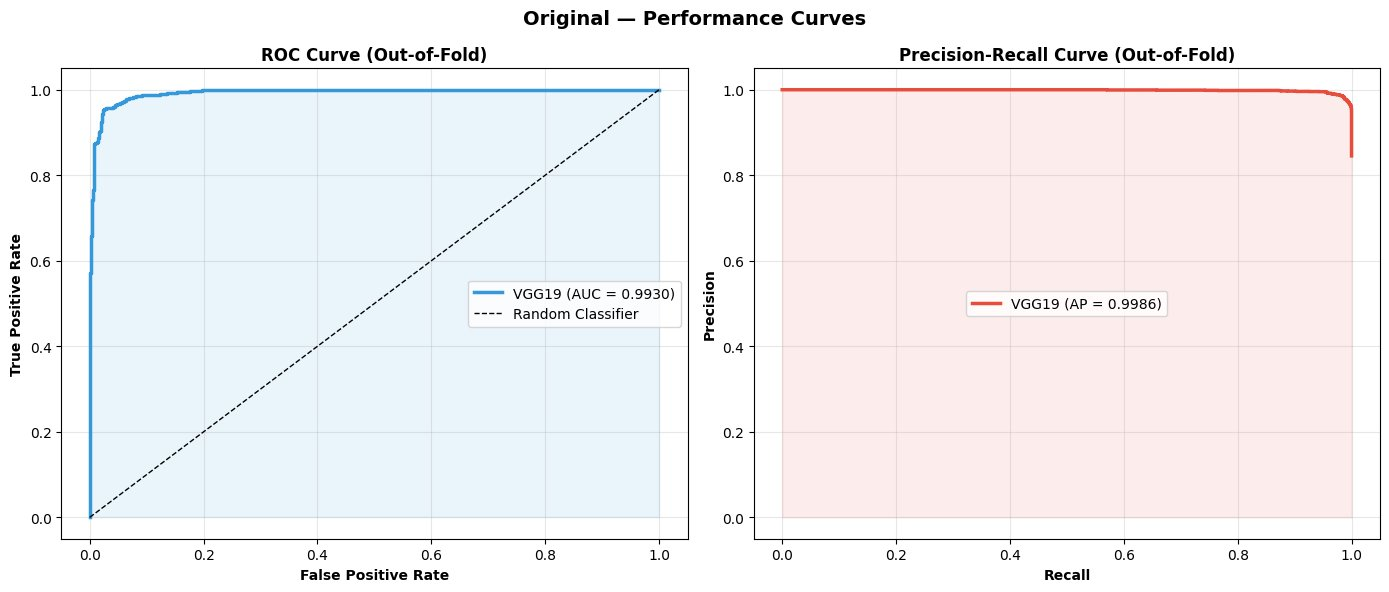 Original — Performance Curves
ROC Curve (Out-of-Fold)
True Positive Rate
1.0
0.8
0.6
0.4
0.2
0.0
VGG19 (AUC = 0.9930)
Random Classifier
0.0 0.2 0.4 0.6 0.8 1.0
False Positive Rate
Precision-Recall Curve (Out-of-Fold)
Precision
1.0
0.8
0.6
0.4
0.2
0.0
VGG19 (AP = 0.9986)
0.0 0.2 0.4 0.6 0.8 1.0
Recall